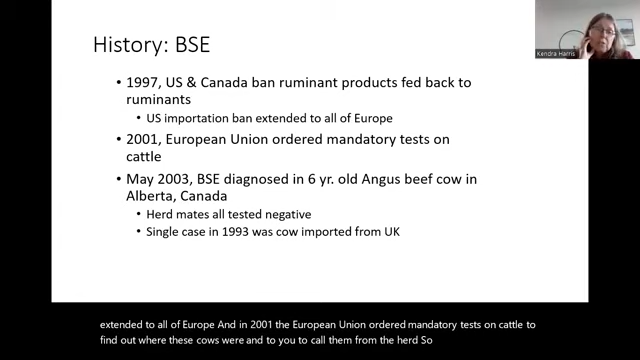 History: BSE
• 1997, US & Canada ban ruminant products fed back to
ruminants
• US importation ban extended to all of Europe
• 2001, European Union ordered mandatory tests on
cattle
• May 2003, BSE diagnosed in 6 yr. old Angus beef cow in
Alberta, Canada
• Herd mates all tested negative
• Single case in 1993 was cow imported from UK
Kendra Harris
extended to all of Europe And in 2001 the European Union ordered mandatory tests on cattle to
find out where these cows were and to you to call them from the herd So